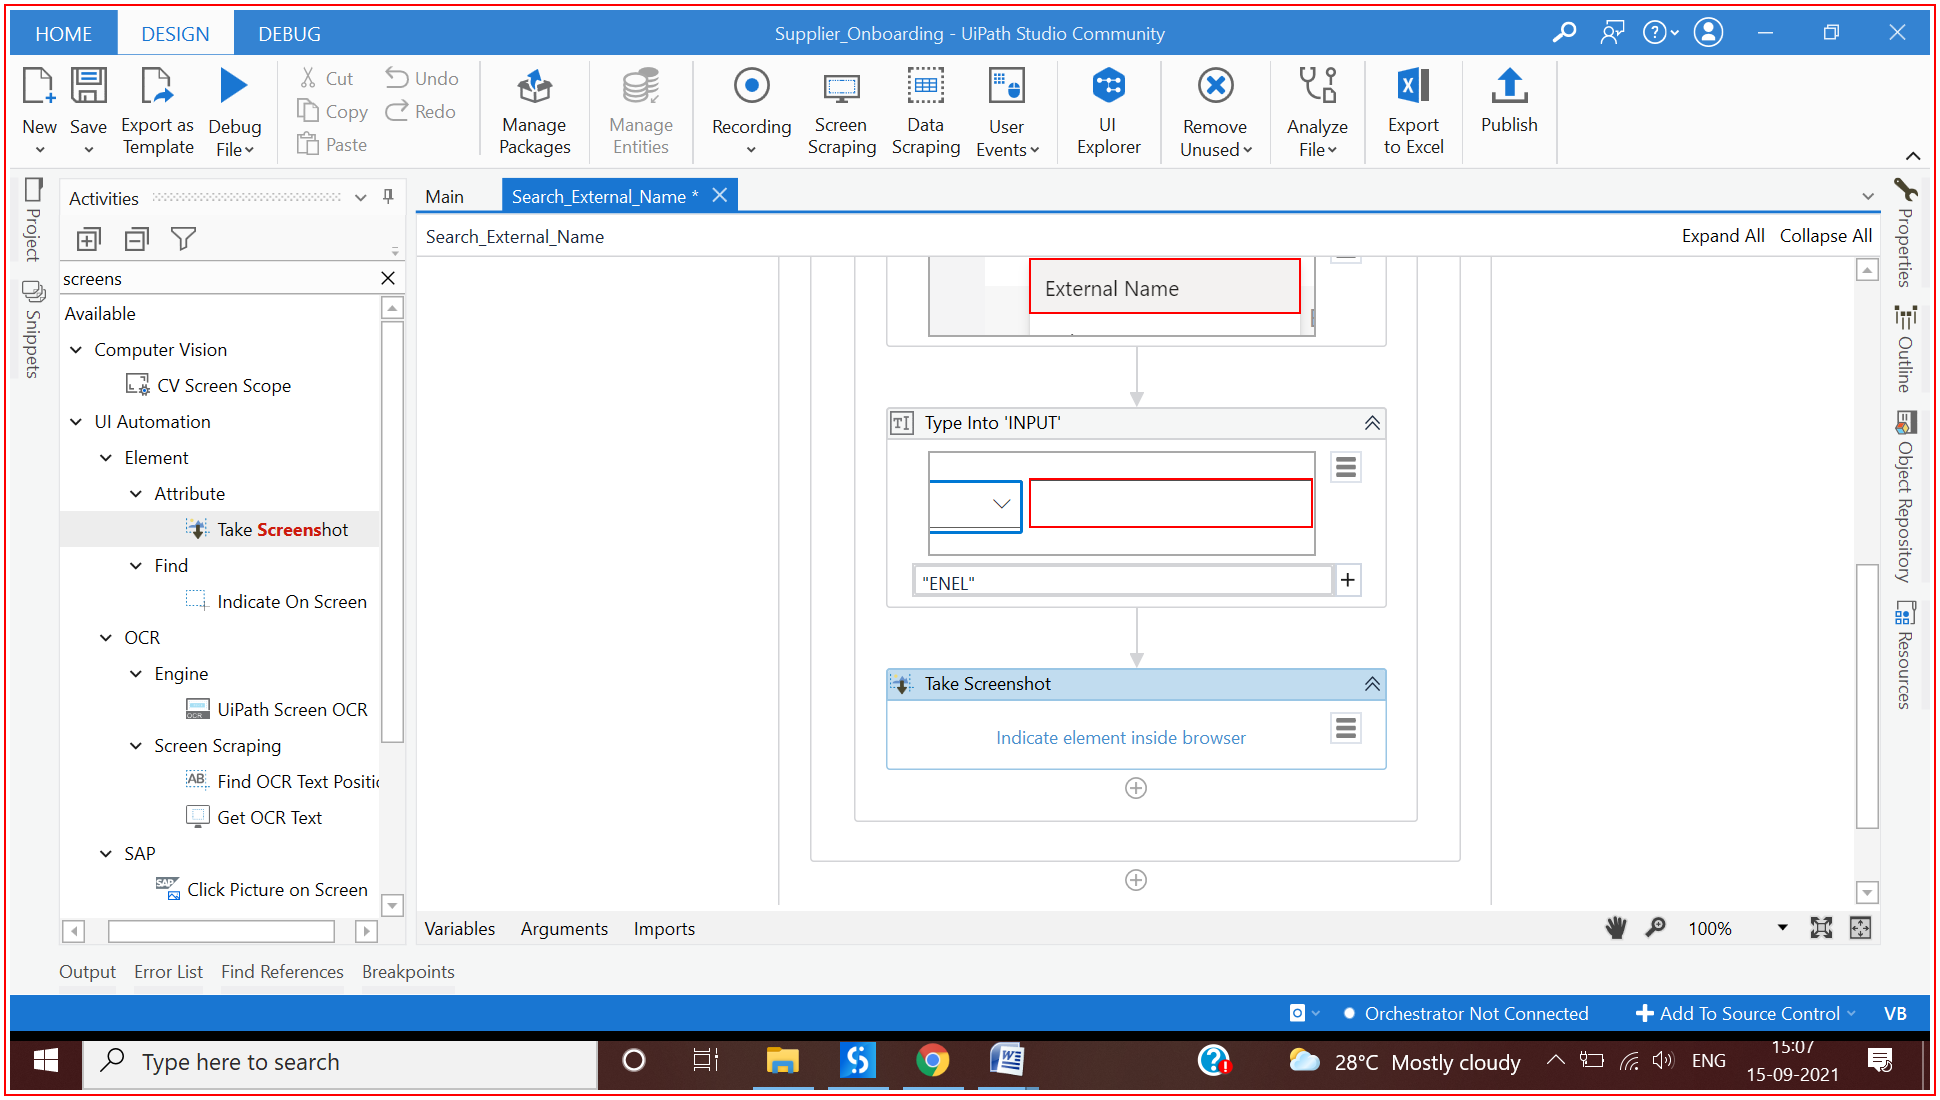 HOME DESIGN DEBUG Supplier_Onboarding - UiPath Studio Community
New Save Export as Template Debug File Cut Copy Paste Undo Redo Manage Packages Manage Entities Recording Screen Scraping Data Scraping User Events UI Explorer Remove Unused Analyze File Export to Excel Publish
Project
Snippets
Activities
screens
Available
Computer Vision
CV Screen Scope
UI Automation
Element
Attribute
Take Screenshot
Find
Indicate On Screen
OCR
Engine
OCR
UiPath Screen OCR
Screen Scraping
AB
Find OCR Text Positic
Get OCR Text
SAP
SAP
Click Picture on Screen
Main Search_External_Name *
Search_External_Name Expand All Collapse All
External Name
TI Type Into 'INPUT'
"ENEL"
Take Screenshot
Indicate element inside browser
Properties
Outline
Object Repository
Resources
Variables Arguments Imports 100%
Output Error List Find References Breakpoints
Orchestrator Not Connected Add To Source Control VB
Type here to search 28°C Mostly cloudy ENG 15:07
15-09-2021